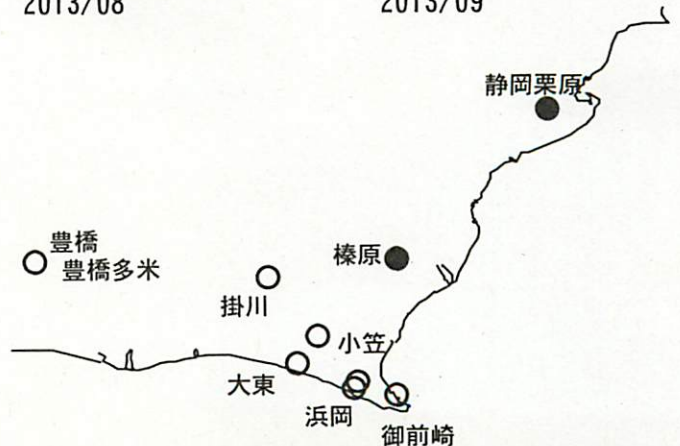 2013/08
2013/09
静岡栗原
豊橋
豊橋多米
榛原
掛川
小笠
大東
浜岡
御前崎